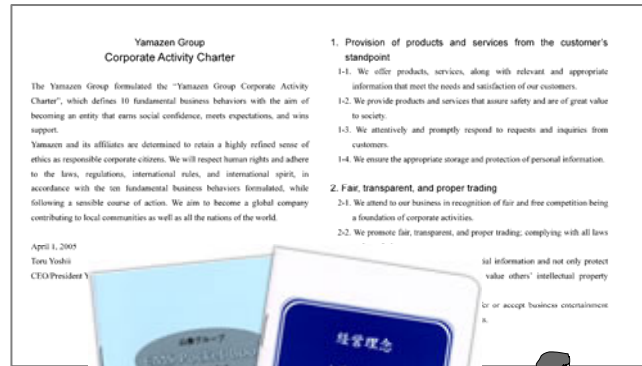 Yamazen Group
Corporate Activity Charter
The Yamazen Group formulated the "Yamazen Group Corporate Activity
Charter", which defines 10 fundamental business behaviors with the aim of
becoming an entity that earns social confidence, meets expectations, and wins
support.
Yamazen and its affiliates are determined to retain a highly refined sense of
ethics as responsible corporate citizens. We will respect human rights and adhere
to the laws, regulations, international rules, and international spirit, in
accordance with the ten fundamental business behaviors formulated, while
following a sensible course of action. We aim to become a global company
contributing to local communities as well as all the nations of the world.
April 1, 2005
Toru Yoshii
CEO/President Y
1. Provision of products and services from the customer's
standpoint
1-1. We offer products, services, along with relevant and appropriate
information that meet the needs and satisfaction of our customers.
1-2. We provide products and services that assure safety and are of great value
to society.
1-3. We attentively and promptly respond to requests and inquiries from
customers.
1-4. We ensure the appropriate storage and protection of personal information.
2. Fair, transparent, and proper trading
2-1. We attend to our business in recognition of fair and free competition being
a foundation of corporate activities.
2-2. We promote fair, transparent, and proper trading; complying with all laws
ial information and not only protect
value others' intellectual property
or accept business entertainment
山善グループ
EMS Pocket Boo
経営理念